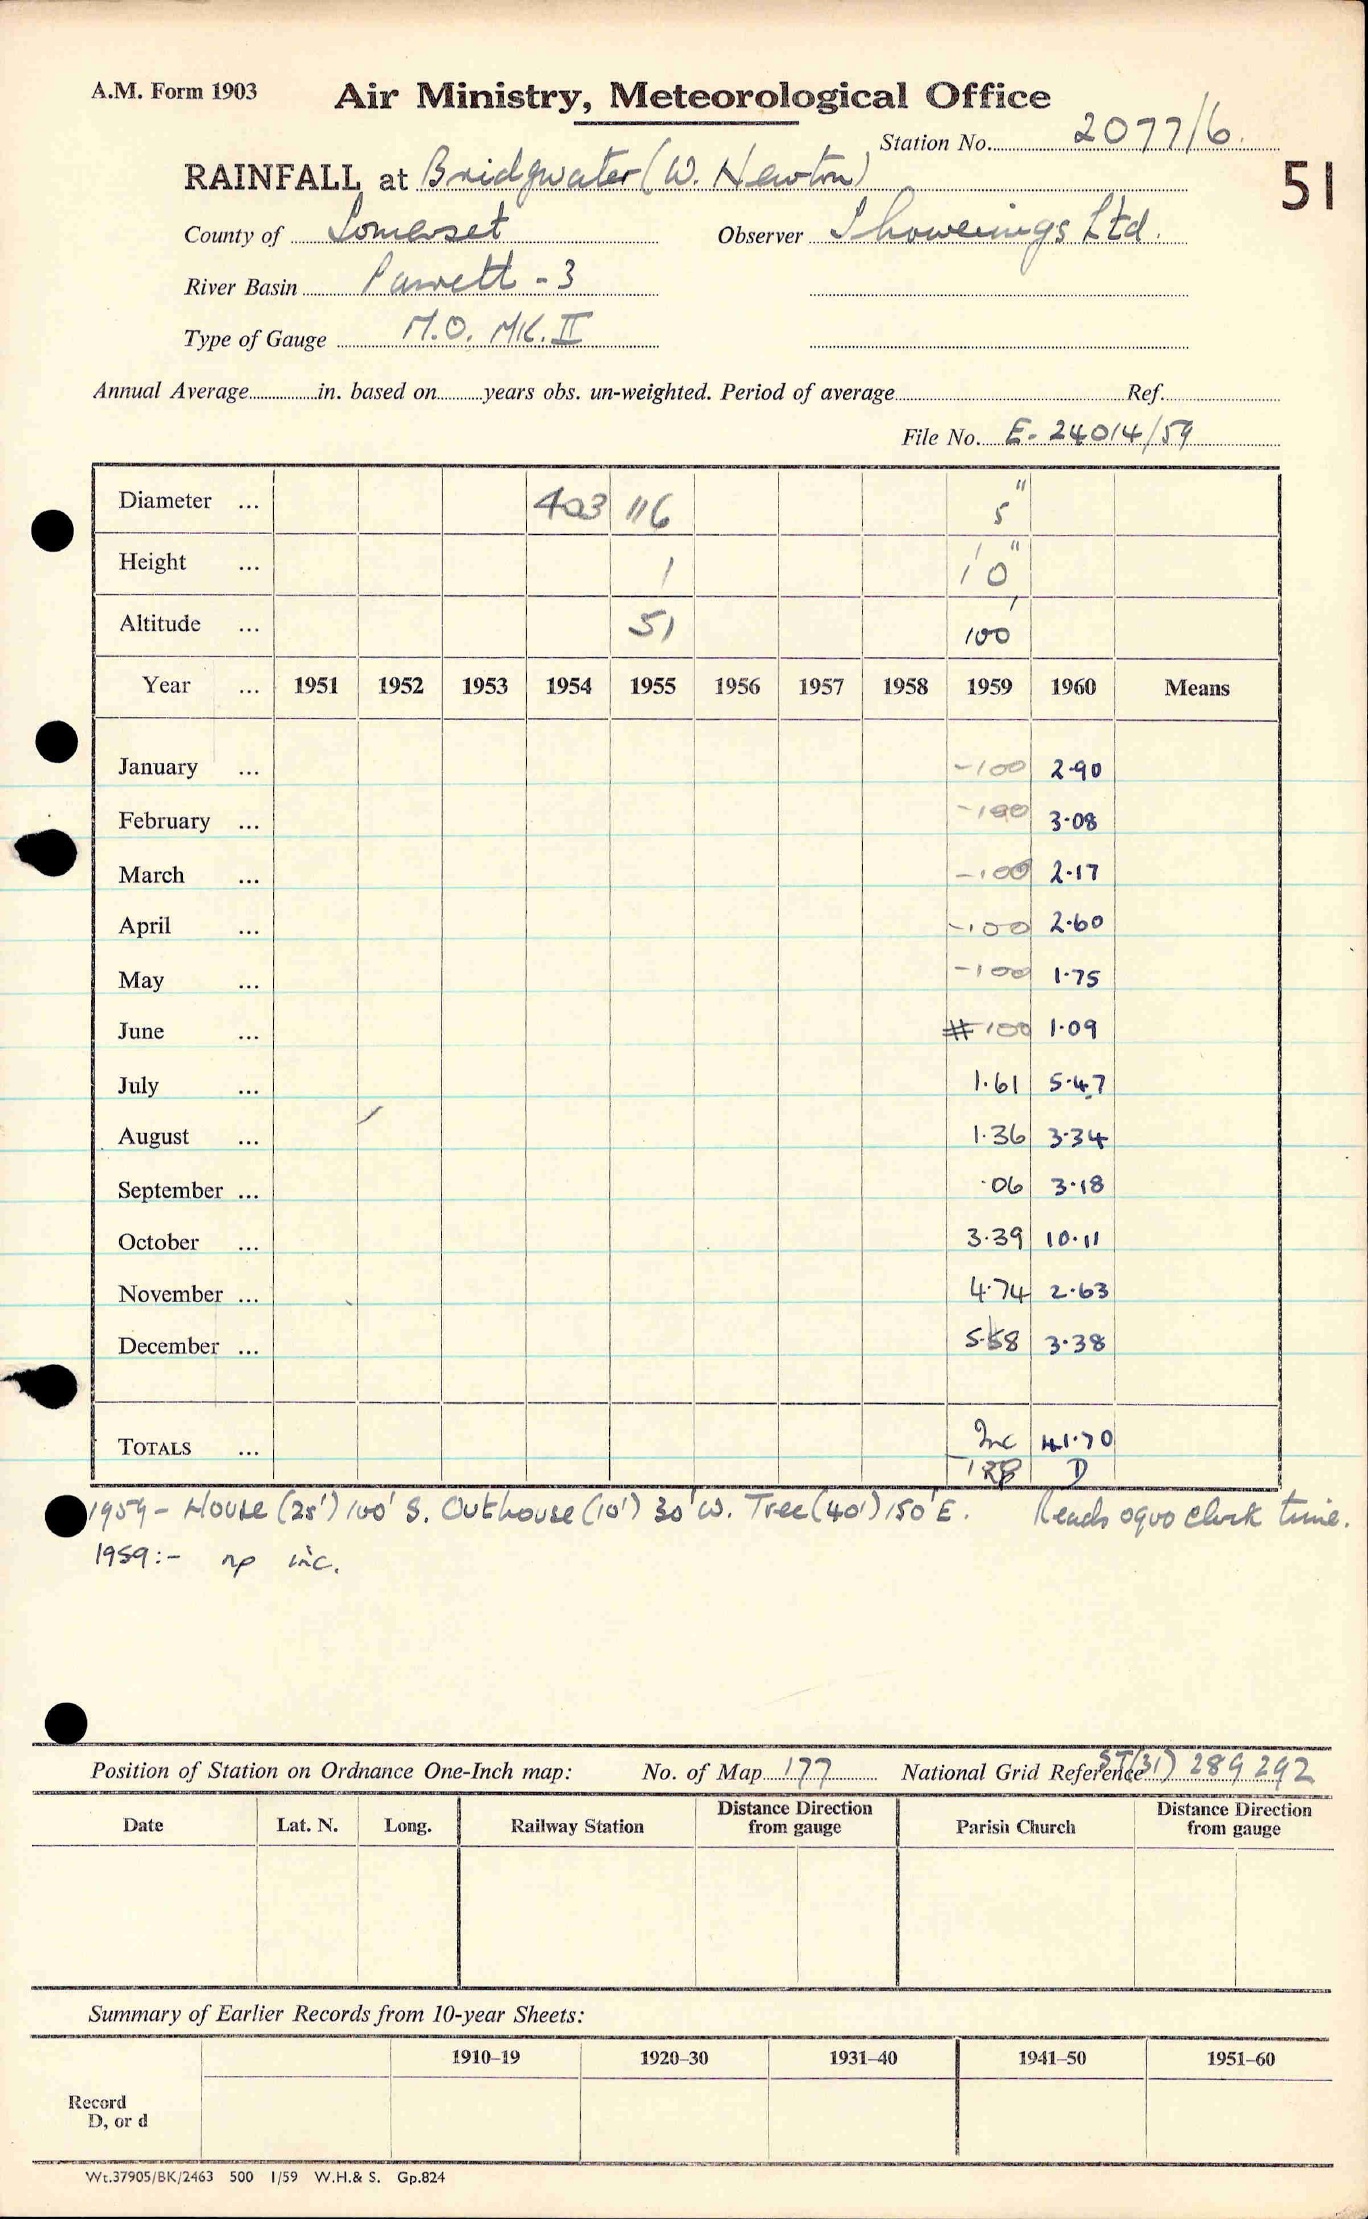 A.M. Form 1903 Air Ministry, Meteorological Office
Station No. 2077/6.
RAINFALL at Bridgwater (W. Newton)
51
County of Somerset Observer Showerings Ltd.
River Basin Parrett - 3
Type of Gauge M.O. MK. II
Annual Average in. based on years obs. un-weighted. Period of average Ref.
File No. E- 24014/59
Diameter ... 403 116 5"
Height ... 1 1' 0"
Altitude ... 51 100'
Year ... 1951 1952 1953 1954 1955 1956 1957 1958 1959 1960 Means
January ... -100 2.90
February ... -100 3.08
March ... -100 2.17
April ... -100 2.60
May ... -100 1.75
June ... # 100 1.09
July ... 1.61 5.47
August ... 1.36 3.34
September ... .06 3.18
October ... 3.39 10.11
November ... 4.74 2.63
December ... 5.58 3.38
TOTALS ... Inc 41.70
D
1959 - House (25') 100' S. Outhouse (10') 30' W. Tree (40') 150' E. Reads 0900 clock time.
1959:- np inc.
Position of Station on Ordnance One-Inch map: No. of Map 177 National Grid Reference ST(31) 289 292
Date Lat. N. Long. Railway Station Distance Direction from gauge Parish Church Distance Direction from gauge
Summary of Earlier Records from 10-year Sheets:
1910–19 1920–30 1931–40 1941–50 1951–60
Record
D, or d
Wt.37905/BK/2463 500 1/59 W.H.& S. Gp.824